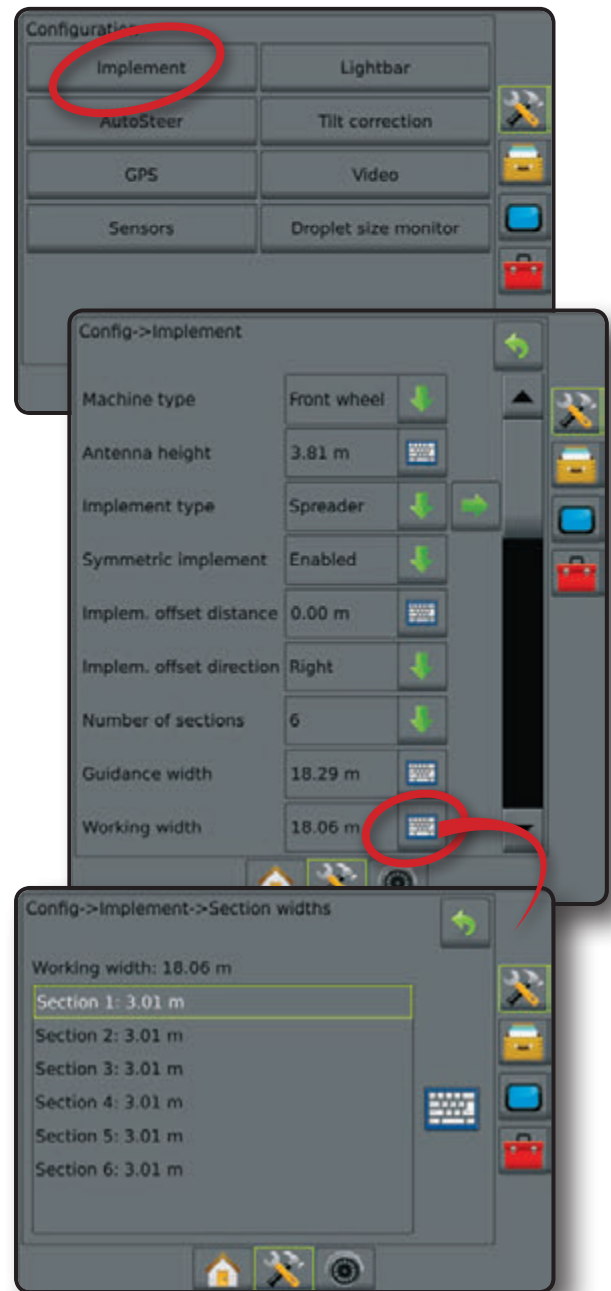 Configuration
Implement Lightbar
AutoSteer Tilt correction
GPS Video
Sensors Droplet size monitor
Config->Implement
Machine type Front wheel
Antenna height 3.81 m
Implement type Spreader
Symmetric implement Enabled
Implem. offset distance 0.00 m
Implem. offset direction Right
Number of sections 6
Guidance width 18.29 m
Working width 18.06 m
Config->Implement->Section widths
Working width: 18.06 m
Section 1: 3.01 m
Section 2: 3.01 m
Section 3: 3.01 m
Section 4: 3.01 m
Section 5: 3.01 m
Section 6: 3.01 m